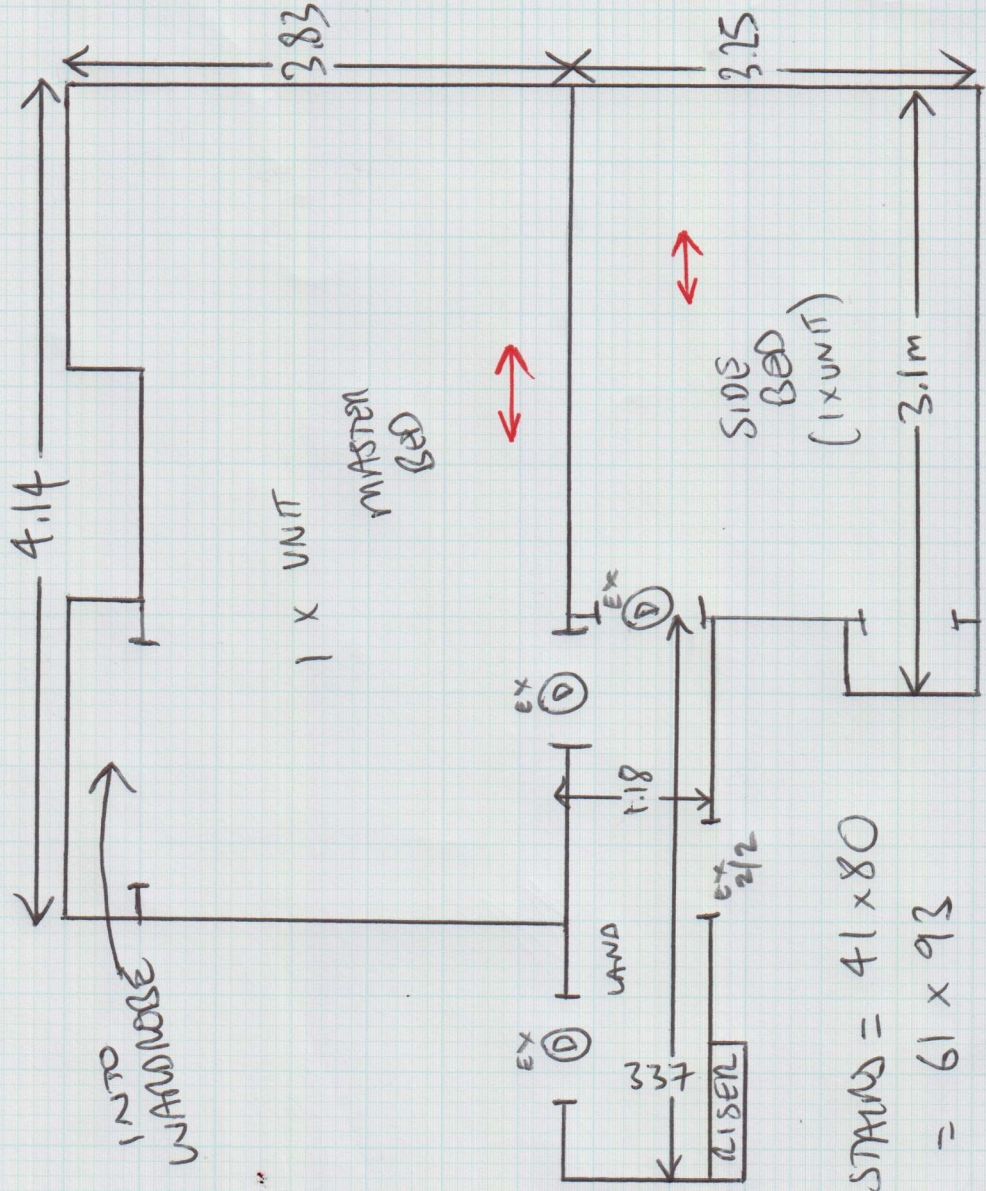 4.14
3.83
3.25
INTO
WARDROBE
1 X UNIT
MASTER
BED
SIDE
BED
(1 X UNIT)
3.1m
EX
D
EX
D
EX
D
LAND
1.18
EX
2/2
337
RISER
STAIRS = 41 x 80
= 61 x 93